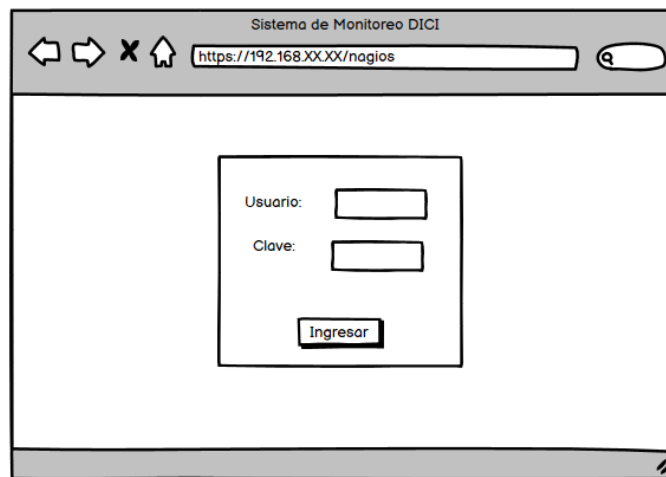 Sistema de Monitoreo DICI
https://192.168.XX.XX/nagios
Usuario:
Clave:
Ingresar